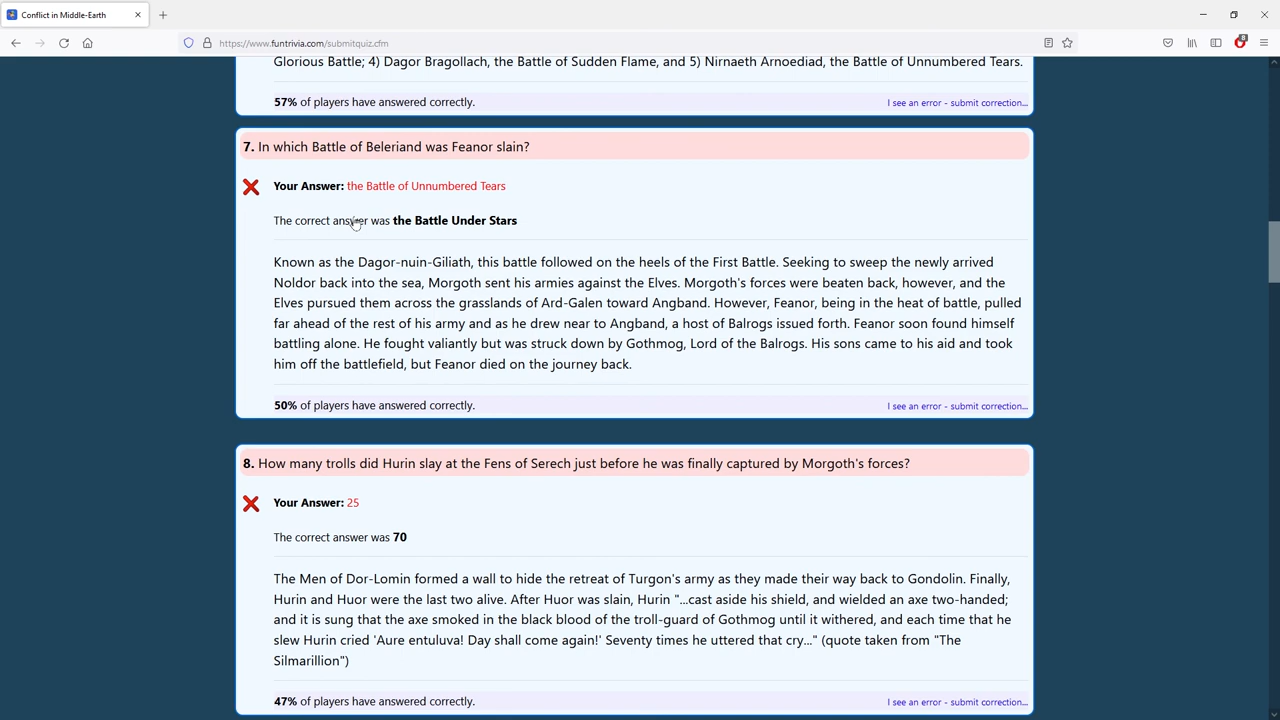 Conflict in Middle-Earth
https://www.funtrivia.com/submitquiz.cfm
Glorious Battle; 4) Dagor Bragollach, the Battle of Sudden Flame, and 5) Nirnaeth Arnoediad, the Battle of Unnumbered Tears.
57% of players have answered correctly.
I see an error - submit correction...
7. In which Battle of Beleriand was Feanor slain?
Your Answer: the Battle of Unnumbered Tears
The correct answer was the Battle Under Stars
Known as the Dagor-nuin-Giliath, this battle followed on the heels of the First Battle. Seeking to sweep the newly arrived
Noldor back into the sea, Morgoth sent his armies against the Elves. Morgoth's forces were beaten back, however, and the
Elves pursued them across the grasslands of Ard-Galen toward Angband. However, Feanor, being in the heat of battle, pulled
far ahead of the rest of his army and as he drew near to Angband, a host of Balrogs issued forth. Feanor soon found himself
battling alone. He fought valiantly but was struck down by Gothmog, Lord of the Balrogs. His sons came to his aid and took
him off the battlefield, but Feanor died on the journey back.
50% of players have answered correctly.
I see an error - submit correction...
8. How many trolls did Hurin slay at the Fens of Serech just before he was finally captured by Morgoth's forces?
Your Answer: 25
The correct answer was 70
The Men of Dor-Lomin formed a wall to hide the retreat of Turgon's army as they made their way back to Gondolin. Finally,
Hurin and Huor were the last two alive. After Huor was slain, Hurin "...cast aside his shield, and wielded an axe two-handed;
and it is sung that the axe smoked in the black blood of the troll-guard of Gothmog until it withered, and each time that he
slew Hurin cried 'Aure entuluva! Day shall come again!' Seventy times he uttered that cry..." (quote taken from "The
Silmarillion")
47% of players have answered correctly.
I see an error - submit correction...